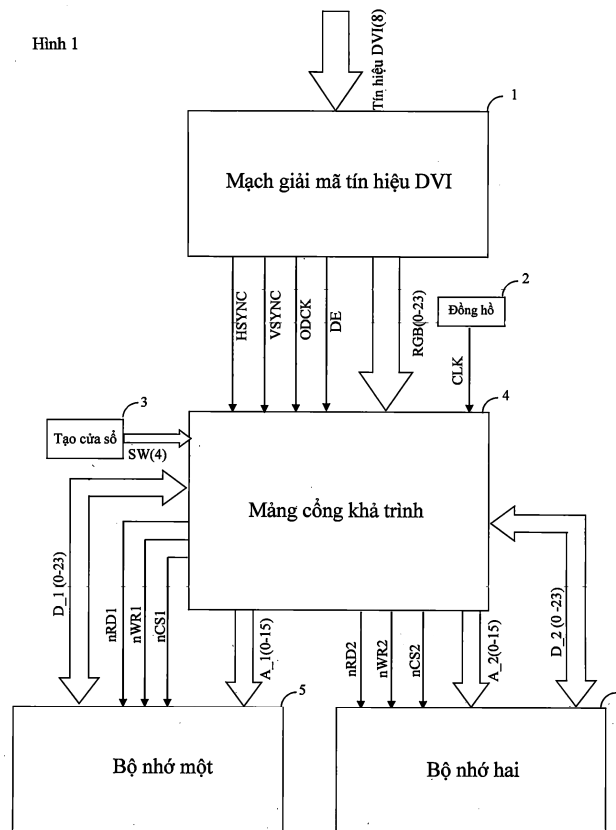 Hình 1
Tín hiệu DVI(8)
1
Mạch giải mã tín hiệu DVI
HSYNC
VSYNC
ODCK
DE
RGB(0-23)
2
Đồng hồ
CLK
3
Tạo cửa sổ
SW(4)
4
Mảng cổng khả trình
D_1 (0-23)
nRD1
nWR1
nCS1
A_1(0-15)
nRD2
nWR2
nCS2
A_2(0-15)
D_2 (0 -23)
5
Bộ nhớ một
Bộ nhớ hai